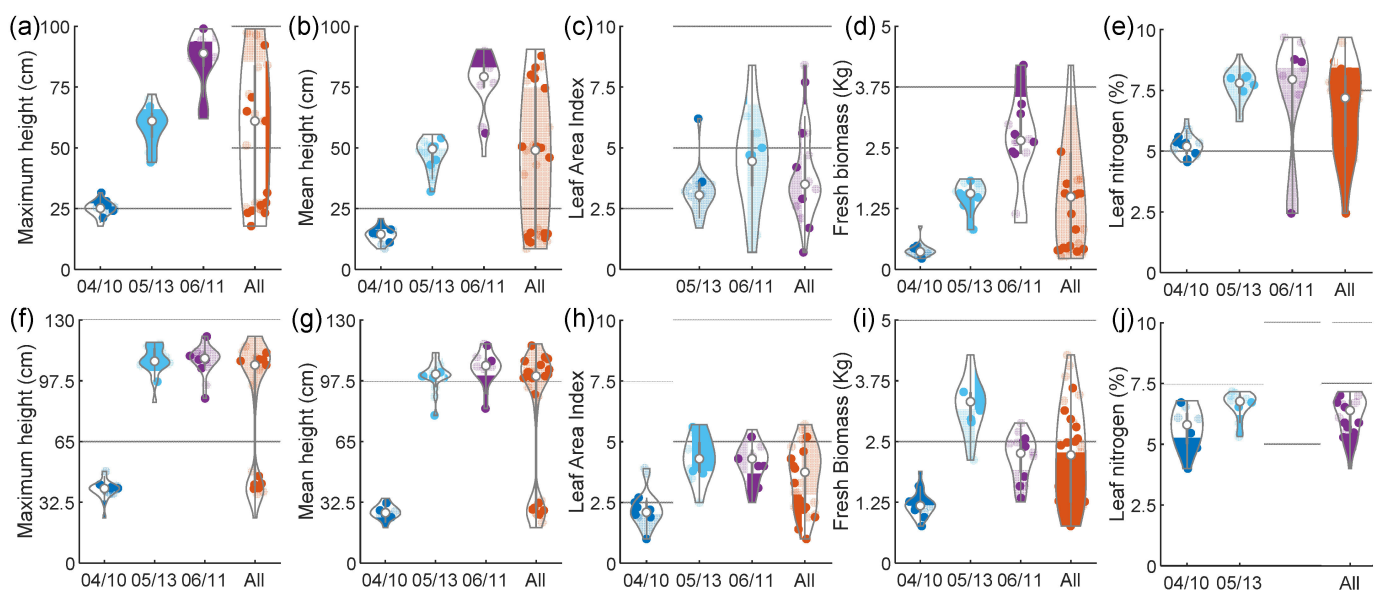 (a)
Maximum height (cm)
100
75
50
25
0
04/10 05/13 06/11 All
(b)
Mean height (cm)
100
75
50
25
0
04/10 05/13 06/11 All
(c)
Leaf Area Index
10
7.5
5
2.5
0
05/13 06/11 All
(d)
Fresh biomass (Kg)
5
3.75
2.5
1.25
0
04/10 05/13 06/11 All
(e)
Leaf nitrogen (%)
10
7.5
5
2.5
0
04/10 05/13 06/11 All
(f)
Maximum height (cm)
130
97.5
65
32.5
0
04/10 05/13 06/11 All
(g)
Mean height (cm)
130
97.5
65
32.5
0
04/10 05/13 06/11 All
(h)
Leaf Area Index
10
7.5
5
2.5
0
04/10 05/13 06/11 All
(i)
Fresh Biomass (Kg)
5
3.75
2.5
1.25
0
04/10 05/13 06/11 All
(j)
Leaf nitrogen (%)
10
7.5
5
2.5
0
04/10 05/13 All